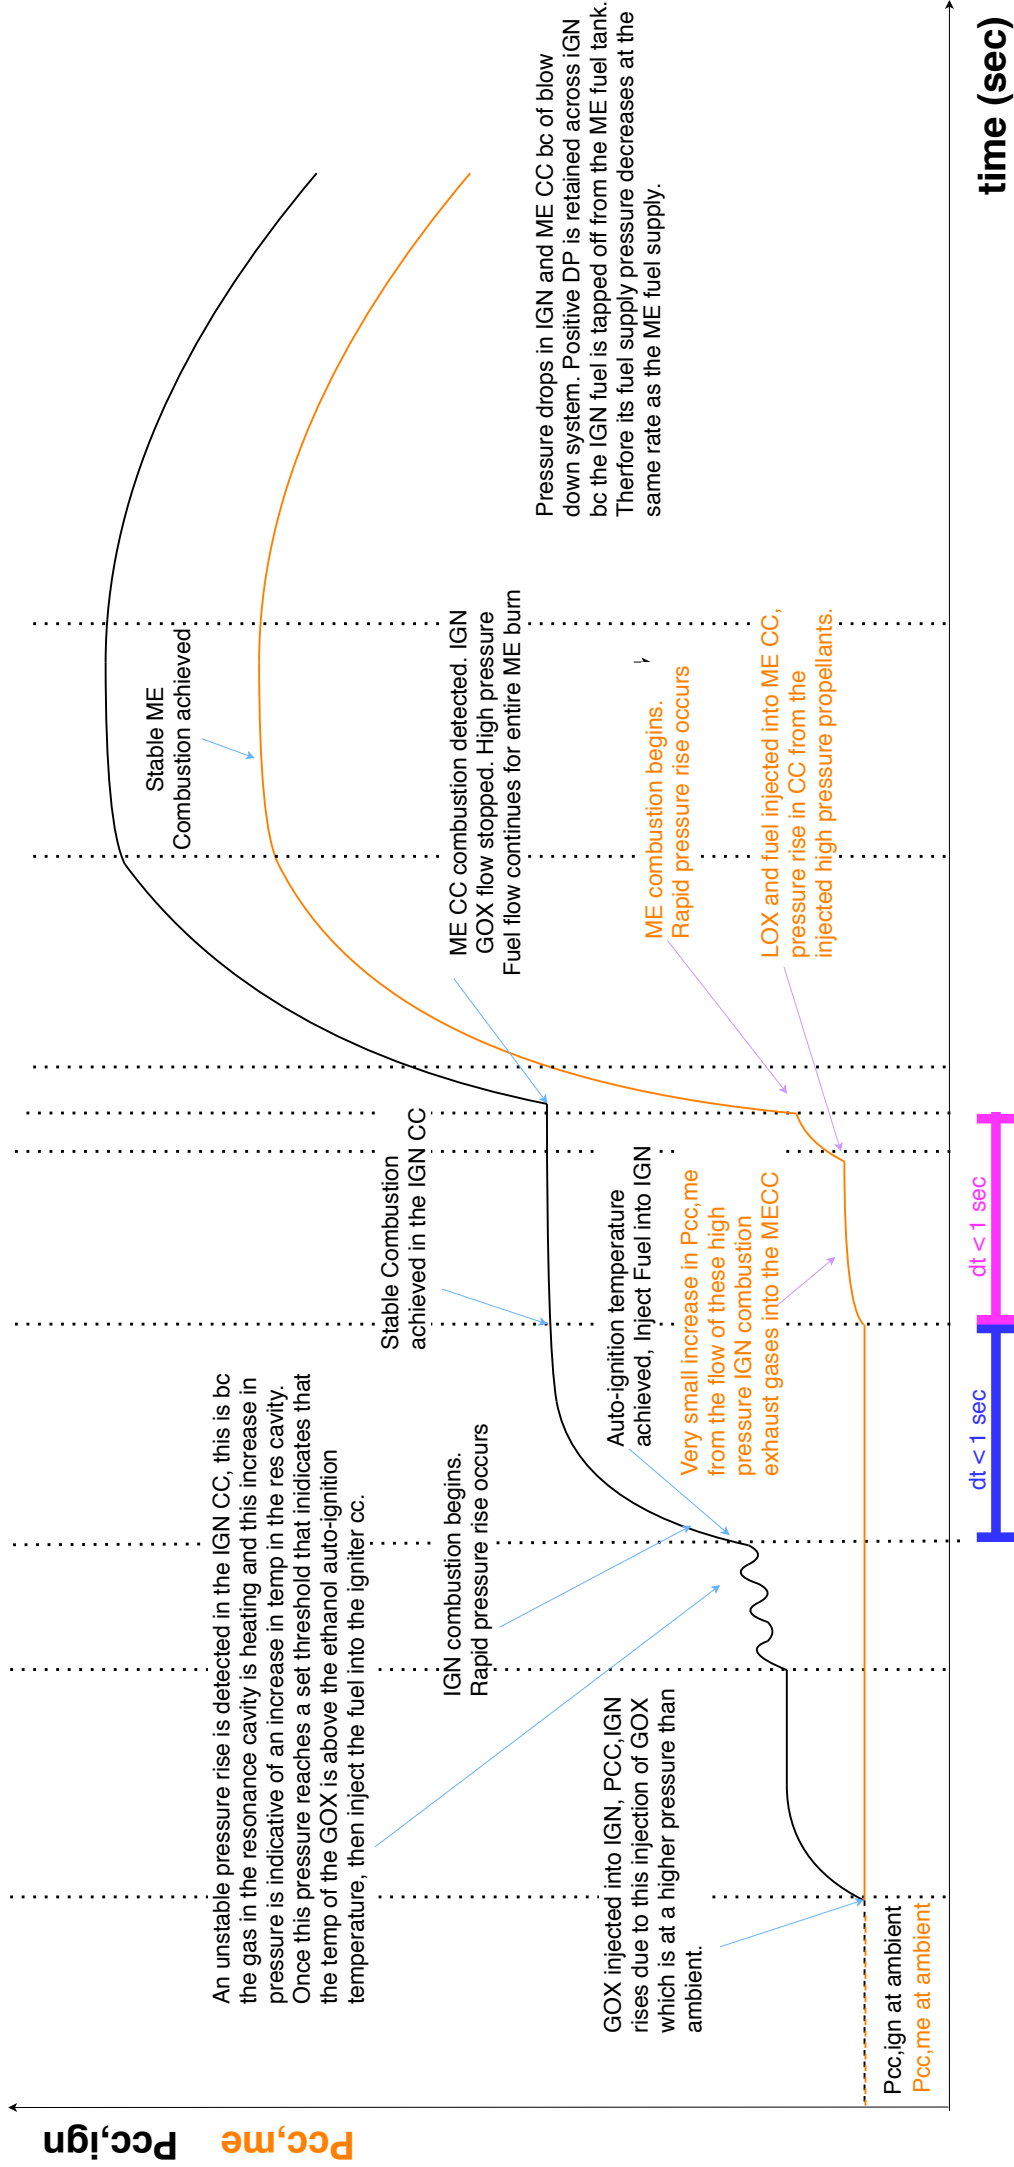 Pcc,ign
Pcc,me
An unstable pressure rise is detected in the IGN CC, this is bc
the gas in the resonance cavity is heating and this increase in
pressure is indicative of an increase in temp in the res cavity.
Once this pressure reaches a set threshold that inidicates that
the temp of the GOX is above the ethanol auto-ignition
temperature, then inject the fuel into the igniter cc.
IGN combustion begins.
Rapid pressure rise occurs
GOX injected into IGN, PCC,IGN
rises due to this injection of GOX
which is at a higher pressure than
ambient.
Pcc,ign at ambient
Pcc,me at ambient
Stable Combustion
achieved in the IGN CC
Auto-ignition temperature
achieved, Inject Fuel into IGN
Very small increase in Pcc,me
from the flow of these high
pressure IGN combustion
exhaust gases into the MECC
Stable ME
Combustion achieved
ME CC combustion detected. IGN
GOX flow stopped. High pressure
Fuel flow continues for entire ME burn
ME combustion begins.
Rapid pressure rise occurs
LOX and fuel injected into ME CC,
pressure rise in CC from the
injected high pressure propellants.
Pressure drops in IGN and ME CC bc of blow
down system. Positive DP is retained across iGN
bc the IGN fuel is tapped off from the ME fuel tank.
Therfore its fuel supply pressure decreases at the
same rate as the ME fuel supply.
dt < 1 sec
dt < 1 sec
time (sec)